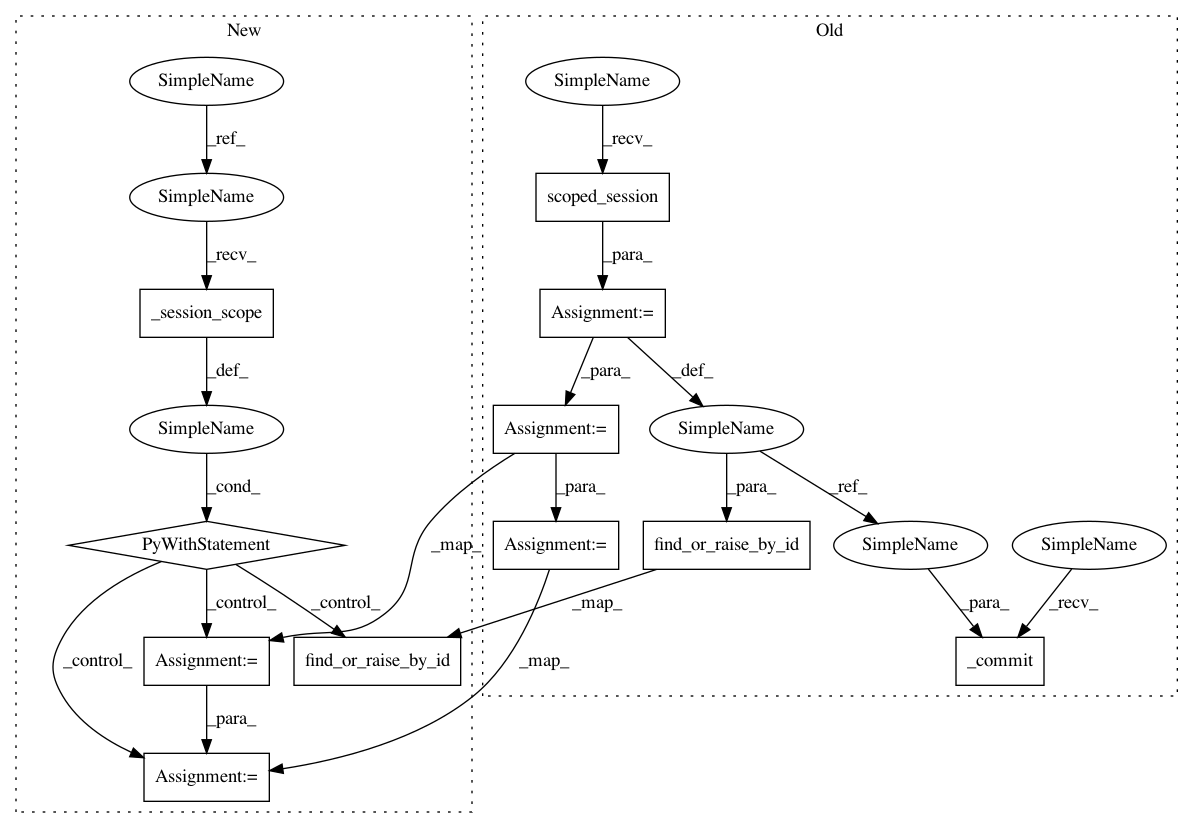 New
Old
SimpleName
SimpleName
_ref_
_recv_
SimpleName
scoped_session
_recv_
_para_
_session_scope
Assignment:=
_def_
_para_
_def_
SimpleName
Assignment:=
SimpleName
_cond_
_para_
_para_
_ref_
PyWithStatement
_map_
Assignment:=
find_or_raise_by_id
SimpleName
SimpleName
_control_
_control_
_map_
_para_
_recv_
_control_
Assignment:=
find_or_raise_by_id
_map_
_commit
_para_
Assignment:=